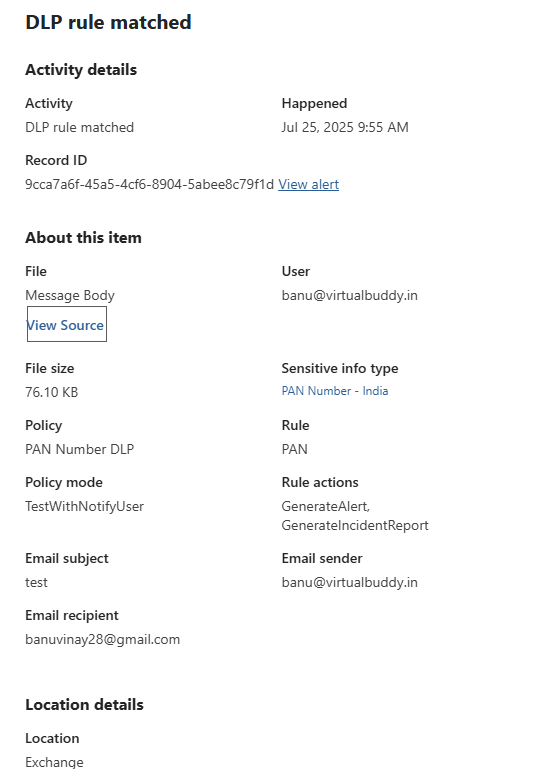 DLP rule matched
Activity details
Activity
Happened
DLP rule matched
Jul 25, 2025 9:55 AM
Record ID
9cca7a6f-45a5-4cf6-8904-5abee8c79f1d View alert
About this item
File
User
Message Body
banu@virtualbuddy.in
View Source
File size
Sensitive info type
76.10 KB
PAN Number - India
Policy
Rule
PAN Number DLP
PAN
Policy mode
Rule actions
TestWithNotifyUser
GenerateAlert,
GenerateIncidentReport
Email subject
Email sender
test
banu@virtualbuddy.in
Email recipient
banuvinay28@gmail.com
Location details
Location
Exchange